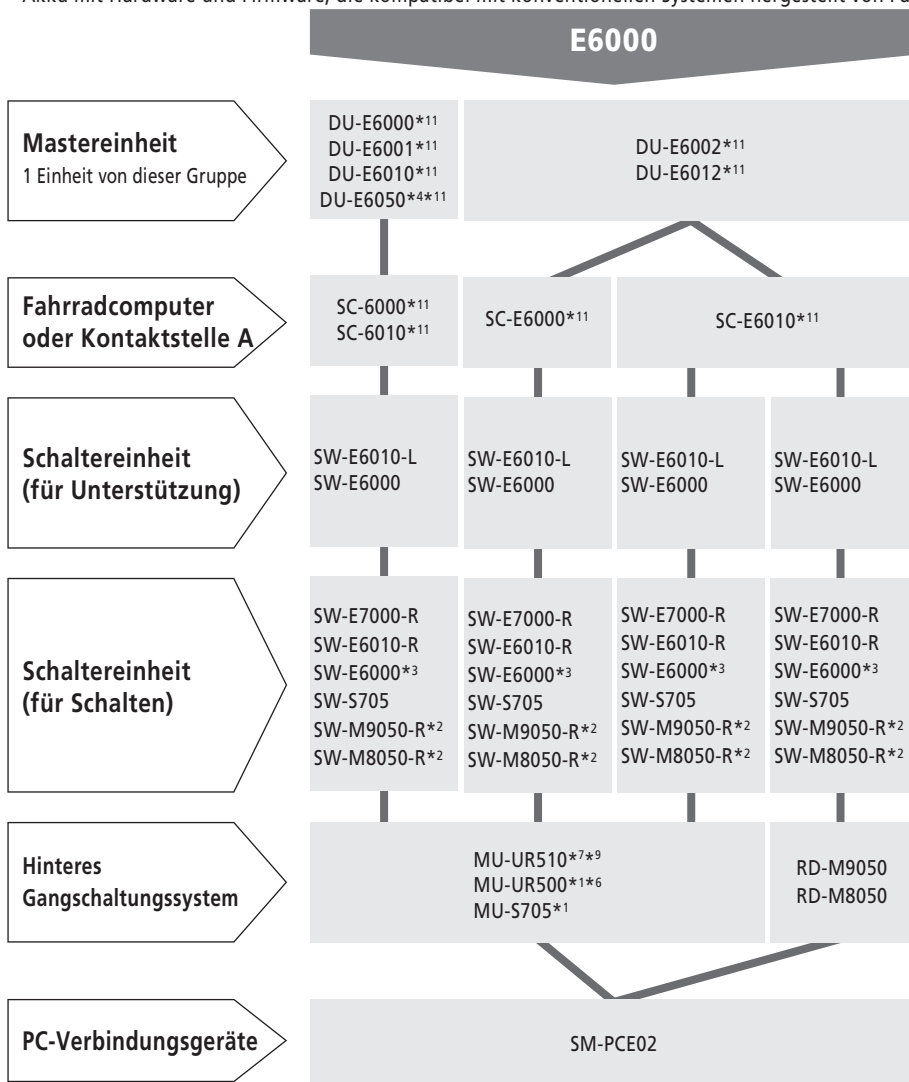 E6000
Mastereinheit
1 Einheit von dieser Gruppe
DU-E6000*11
DU-E6001*11
DU-E6010*11
DU-E6050*4*11
DU-E6002*11
DU-E6012*11
Fahrradcomputer
oder Kontaktstelle A
SC-6000*11
SC-6010*11
SC-E6000*11
SC-E6010*11
Schaltereinheit
(für Unterstützung)
SW-E6010-L
SW-E6000
SW-E6010-L
SW-E6000
SW-E6010-L
SW-E6000
SW-E6010-L
SW-E6000
Schaltereinheit
(für Schalten)
SW-E7000-R
SW-E6010-R
SW-E6000*3
SW-S705
SW-M9050-R*2
SW-M8050-R*2
SW-E7000-R
SW-E6010-R
SW-E6000*3
SW-S705
SW-M9050-R*2
SW-M8050-R*2
SW-E7000-R
SW-E6010-R
SW-E6000*3
SW-S705
SW-M9050-R*2
SW-M8050-R*2
SW-E7000-R
SW-E6010-R
SW-E6000*3
SW-S705
SW-M9050-R*2
SW-M8050-R*2
Hinteres
Gangschaltungssystem
MU-UR510*7*9
MU-UR500*1*6
MU-S705*1
RD-M9050
RD-M8050
PC-Verbindungsgeräte
SM-PCE02